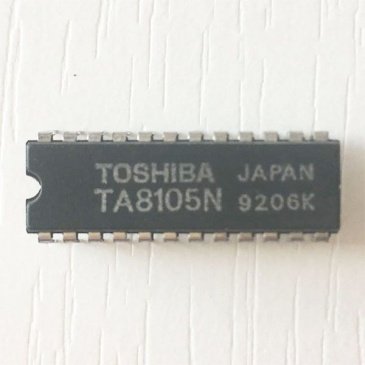 TOSHIBA JAPAN
TA8105N 9206K